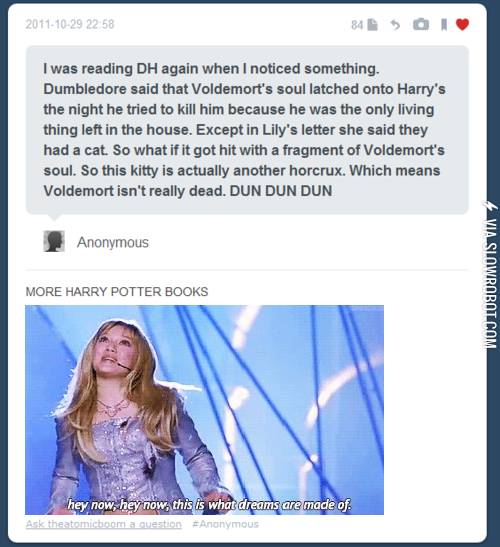 2011-10-29 22:58
84
I was reading DH again when I noticed something.
Dumbledore said that Voldemort's soul latched onto Harry's
the night he tried to kill him because he was the only living
thing left in the house. Except in Lily's letter she said they
had a cat. So what if it got hit with a fragment of Voldemort's
soul. So this kitty is actually another horcrux. Which means
Voldemort isn't really dead. DUN DUN DUN
Anonymous
MORE HARRY POTTER BOOKS
hey now, hey now, this is what dreams are made of.
Ask theatomicboom a question #Anonymous
VIA SLOWROBOT.COM